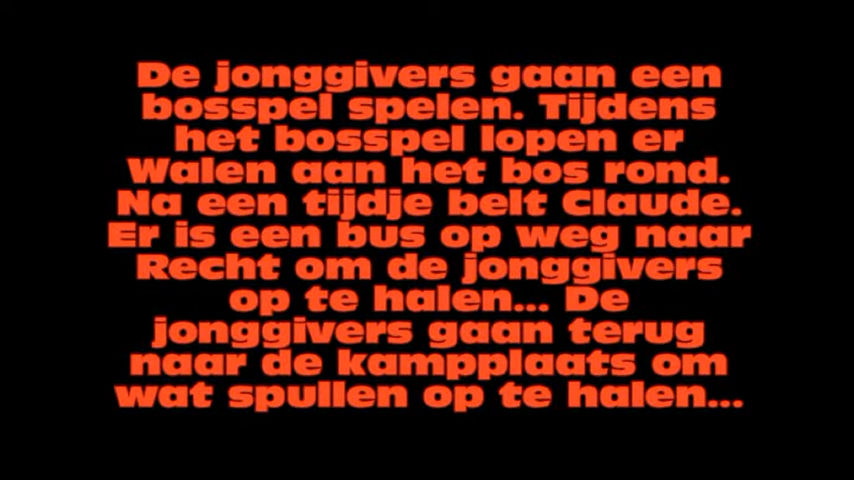 De jonggivers gaan een
bosspel spelen. Tijdens
het bosspel lopen er
Walen aan het bos rond.
Na een tijdje belt Claude.
Er is een bus op weg naar
Recht om de jonggivers
op te halen... De
jonggivers gaan terug
naar de kampplaats om
wat spullen op te halen...